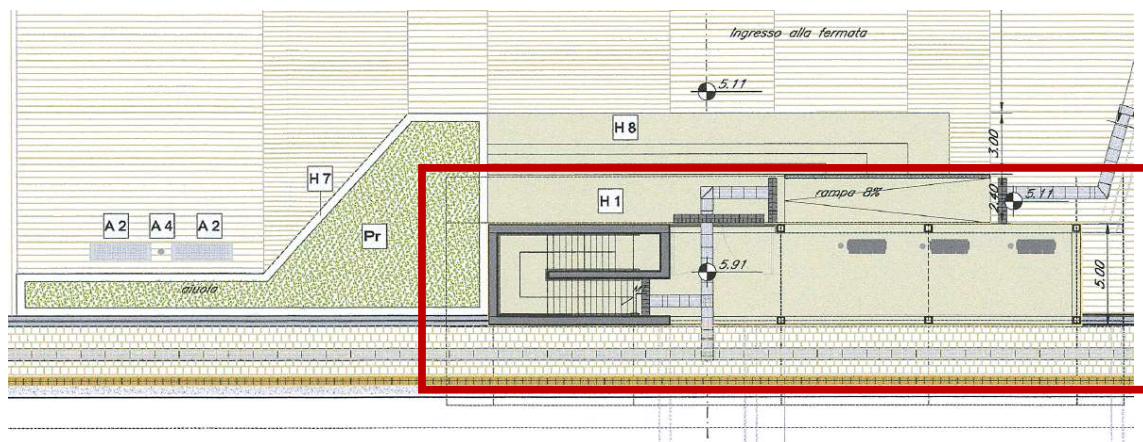 Ingresso alla fermata
5.11
H 8
3.00
H 7
H 1
rampa 8%
2.40
5.11
A 2
A 4
A 2
Pr
5.91
5.00
aiuola